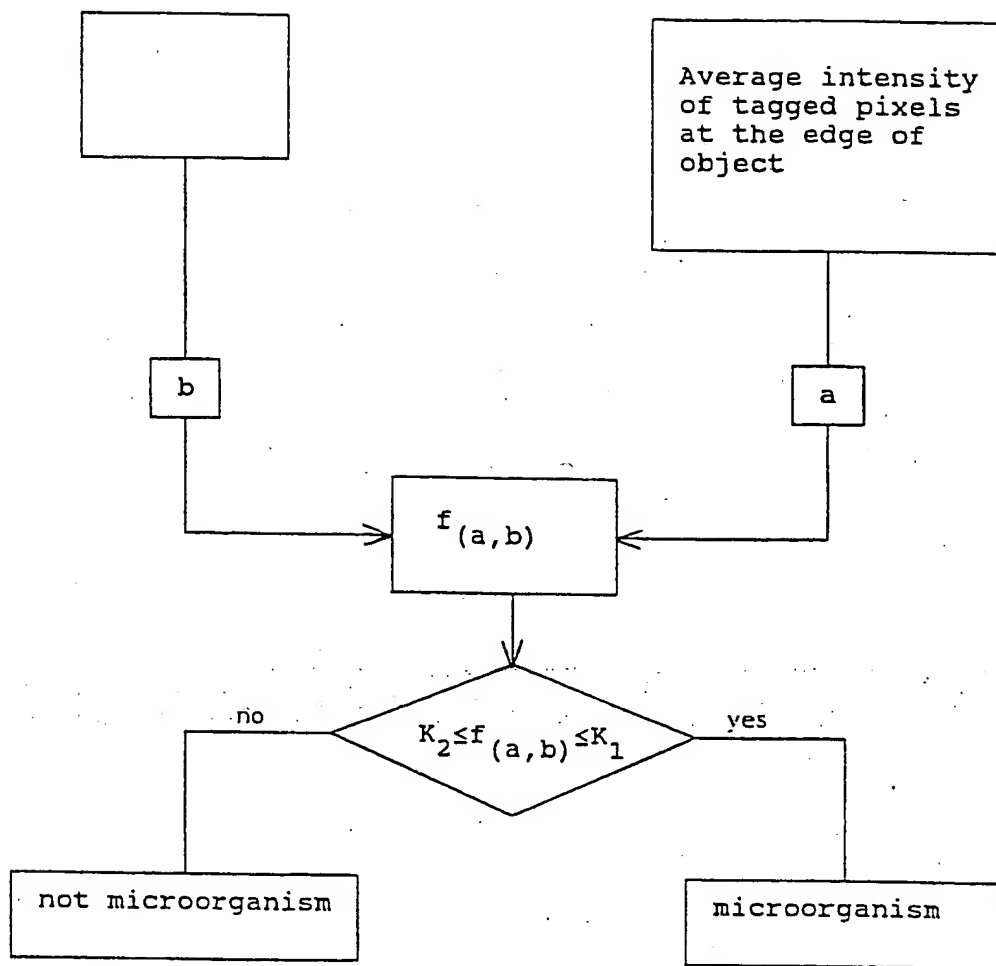 Average intensity
of tagged pixels
at the edge of
object
b
a
f(a,b)
K2≤f(a,b)≤K1
no
yes
not microorganism
microorganism